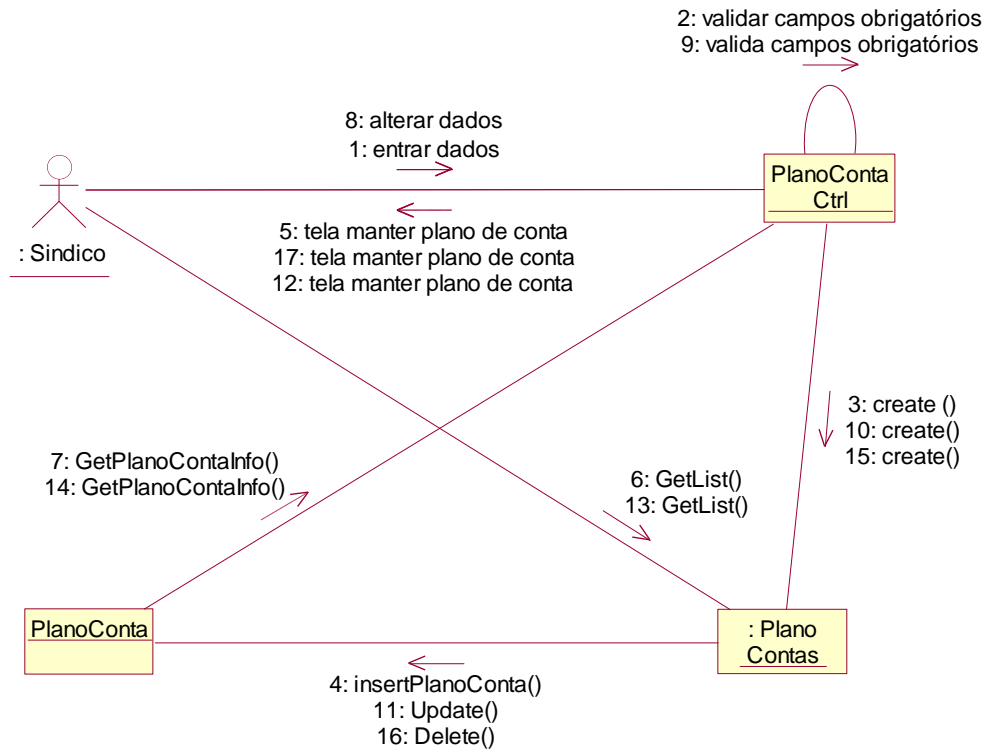 2: validar campos obrigatórios
9: valida campos obrigatórios
8: alterar dados
1: entrar dados
PlanoConta
Ctrl
: Sindico
5: tela manter plano de conta
17: tela manter plano de conta
12: tela manter plano de conta
3: create ()
10: create()
15: create()
7: GetPlanoContaInfo()
14: GetPlanoContaInfo()
6: GetList()
13: GetList()
PlanoConta
: Plano
Contas
4: insertPlanoConta()
11: Update()
16: Delete()